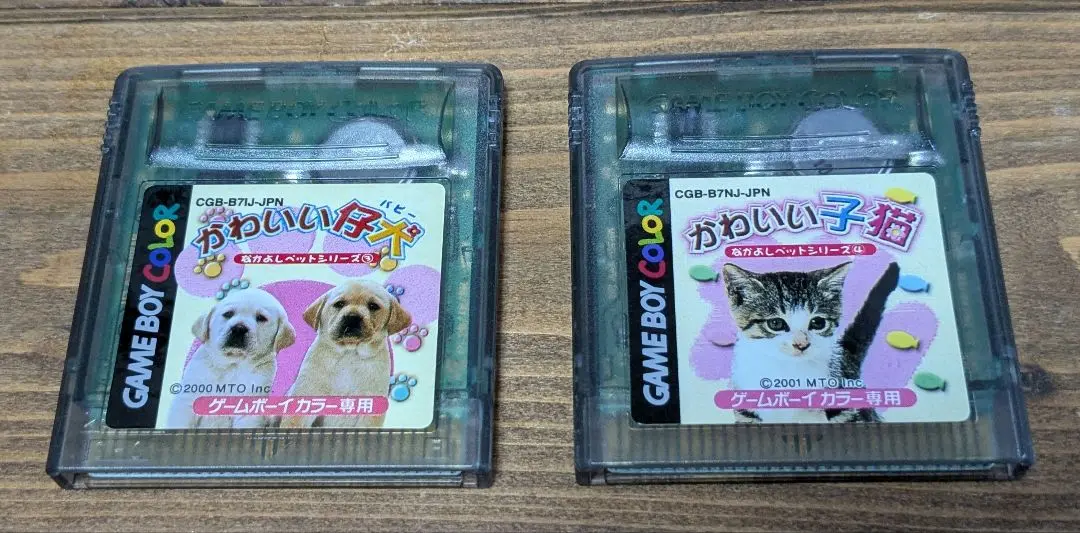 GAME BOY COLOR
CGB-B7IJ-JPN
パピー
かわいい仔犬
なかよしペットシリーズ③
GAME BOY COLOR
©2000 MTO Inc.
ゲームボーイカラー専用
GAME BOY COLOR
CGB-B7NJ-JPN
かわいい子猫
なかよしペットシリーズ④
GAME BOY COLOR
©2001 MTO Inc.
ゲームボーイカラー専用